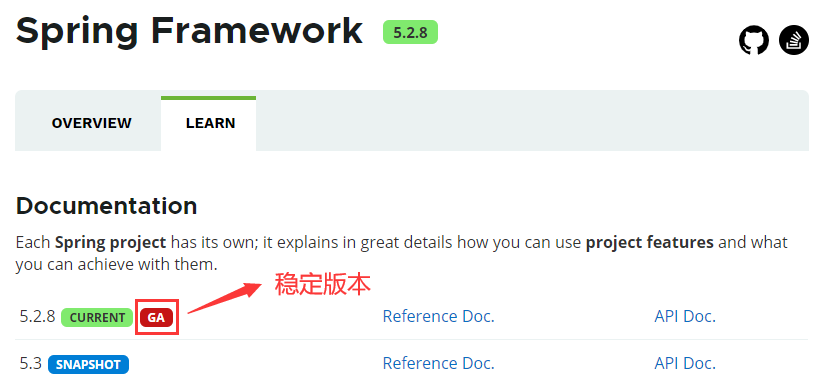 Spring Framework 5.2.8
OVERVIEW LEARN
Documentation
Each Spring project has its own; it explains in great details how you can use project features and what
you can achieve with them.
稳定版本
5.2.8 CURRENT GA Reference Doc. API Doc.
5.3 SNAPSHOT Reference Doc. API Doc.